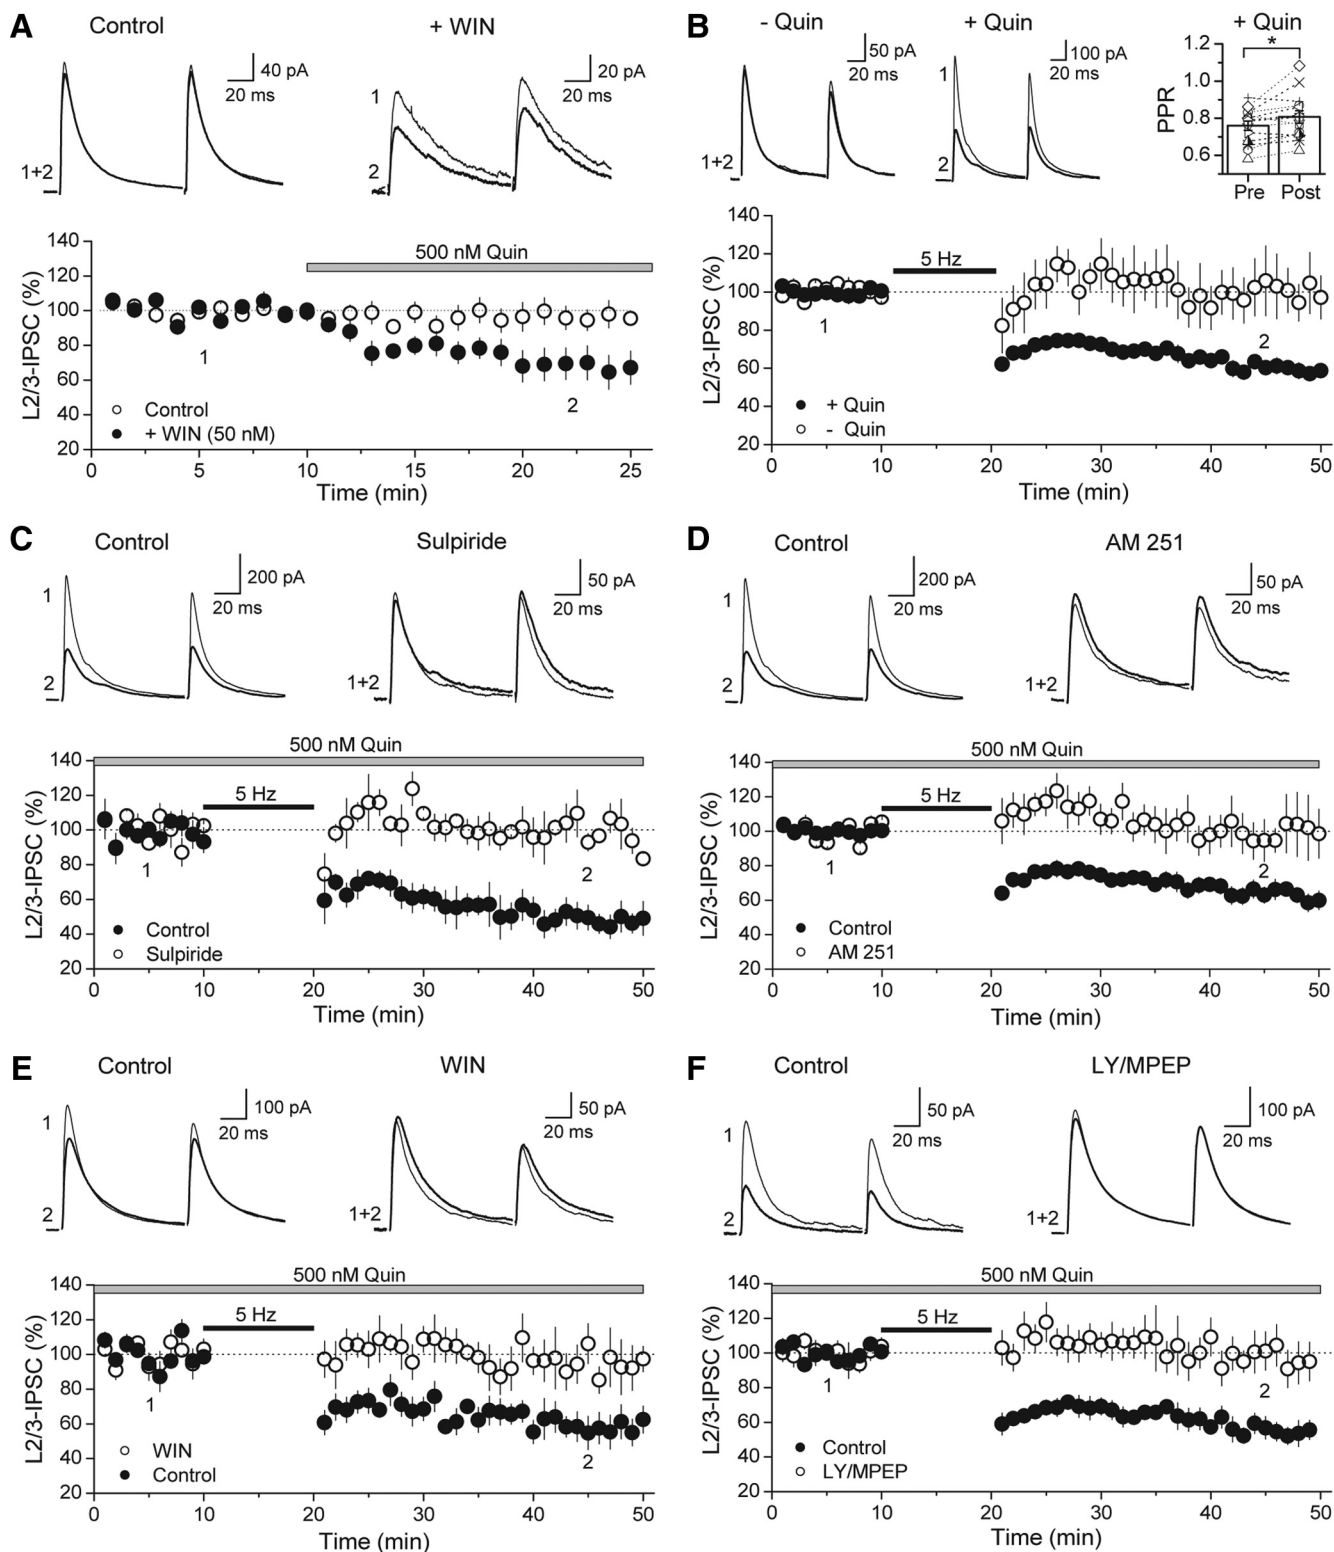 A
Control
+ WIN
40 pA
20 ms
20 pA
20 ms
1+2
1
2
500 nM Quin
L2/3-IPSC (%)
140
120
100
80
60
40
20
1
2
Control
+ WIN (50 nM)
0 5 10 15 20 25
Time (min)
B
- Quin
+ Quin
+ Quin
50 pA
20 ms
100 pA
20 ms
1+2
1
2
PPR
1.2
1.0
0.8
0.6
*
Pre Post
L2/3-IPSC (%)
140
120
100
80
60
40
20
5 Hz
1
2
+ Quin
- Quin
0 10 20 30 40 50
Time (min)
C
Control
Sulpiride
200 pA
20 ms
50 pA
20 ms
1
2
1+2
500 nM Quin
L2/3-IPSC (%)
140
120
100
80
60
40
20
5 Hz
1
2
Control
Sulpiride
0 10 20 30 40 50
Time (min)
D
Control
AM 251
200 pA
20 ms
50 pA
20 ms
1
2
1+2
500 nM Quin
L2/3-IPSC (%)
140
120
100
80
60
40
20
5 Hz
1
2
Control
AM 251
0 10 20 30 40 50
Time (min)
E
Control
WIN
100 pA
20 ms
50 pA
20 ms
1
2
1+2
500 nM Quin
L2/3-IPSC (%)
140
120
100
80
60
40
20
5 Hz
1
2
WIN
Control
0 10 20 30 40 50
Time (min)
F
Control
LY/MPEP
50 pA
20 ms
100 pA
20 ms
1
2
1+2
500 nM Quin
L2/3-IPSC (%)
140
120
100
80
60
40
20
5 Hz
1
2
Control
LY/MPEP
0 10 20 30 40 50
Time (min)